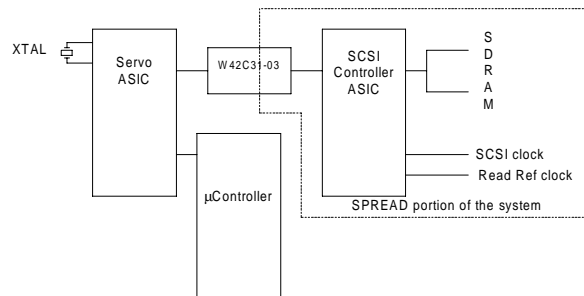 XTAL
Servo
ASIC
W42C31-03
SCSI
Controller
ASIC
S
D
R
A
M
SCSI clock
Read Ref clock
µController
SPREAD portion of the system